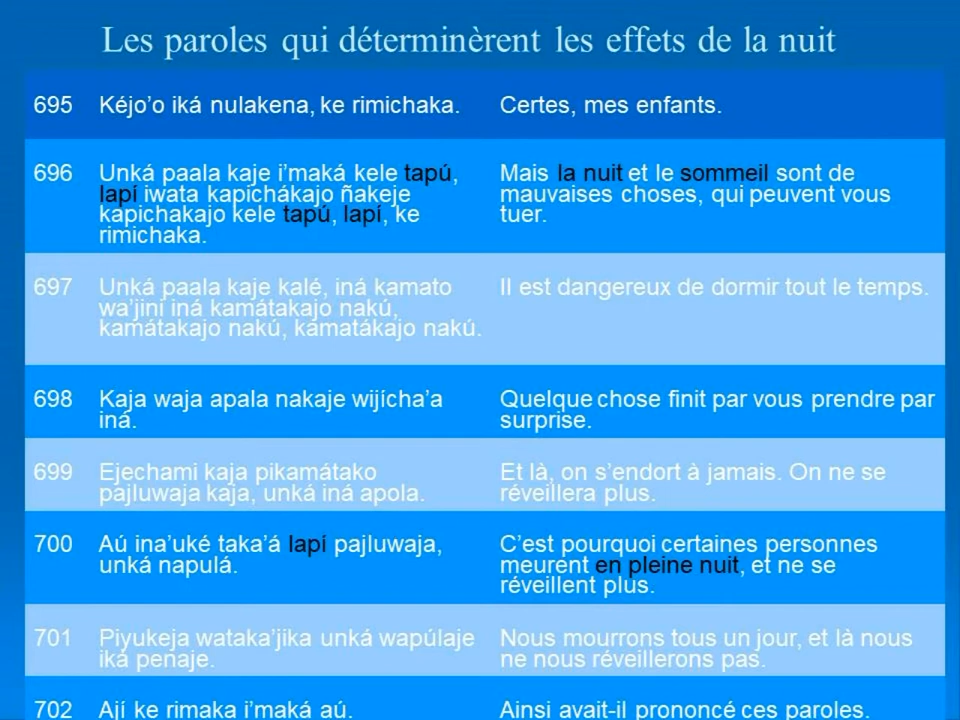 Les paroles qui déterminèrent les effets de la nuit
695 Kéjo’o iká nulakena, ke rimichaka. Certes, mes enfants.
696 Unká paala kaje i’maká kele tapú, Mais la nuit et le sommeil sont de
lapí iwata kapichákajo ñakeje mauvaises choses, qui peuvent vous
kapichakajo kele tapú, lapí, ke tuer.
rimichaka.
697 Unká paala kaje kalé, iná kamato Il est dangereux de dormir tout le temps.
wa’jini iná kamátakajo nakú,
kamátakajo nakú, kamatákajo nakú.
698 Kaja waja apala nakaje wijícha’a Quelque chose finit par vous prendre par
iná. surprise.
699 Ejechami kaja pikamátako Et là, on s’endort à jamais. On ne se
pajluwaja kaja, unká iná apola. réveillera plus.
700 Aú ina’uké taka’á lapí pajluwaja, C’est pourquoi certaines personnes
unká napulá. meurent en pleine nuit, et ne se
réveillent plus.
701 Piyukeja wataka’jika unká wapúlaje Nous mourrons tous un jour, et là nous
iká penaje. ne nous réveillerons pas.
702 Ají ke rimaka i’maká aú. Ainsi avait-il prononcé ces paroles.